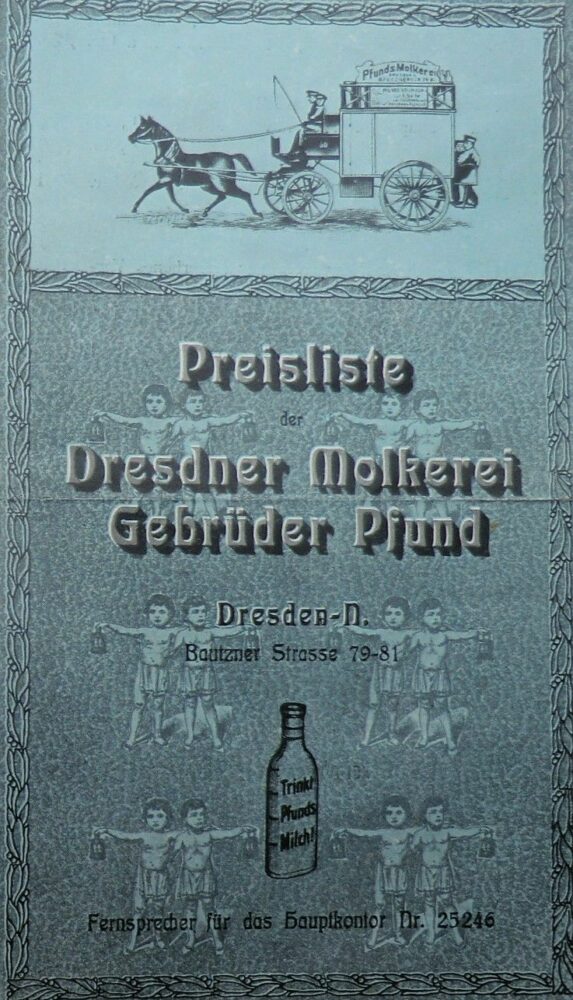 Pfunds Molkerei
Preisliste
der
Dresdner Molkerei
Gebrüder Pfund
Dresden-N.
Bautzner Strasse 79-81
Trinkt
Pfunds
Milch!
Fernsprecher für das Hauptkontor Nr. 25246